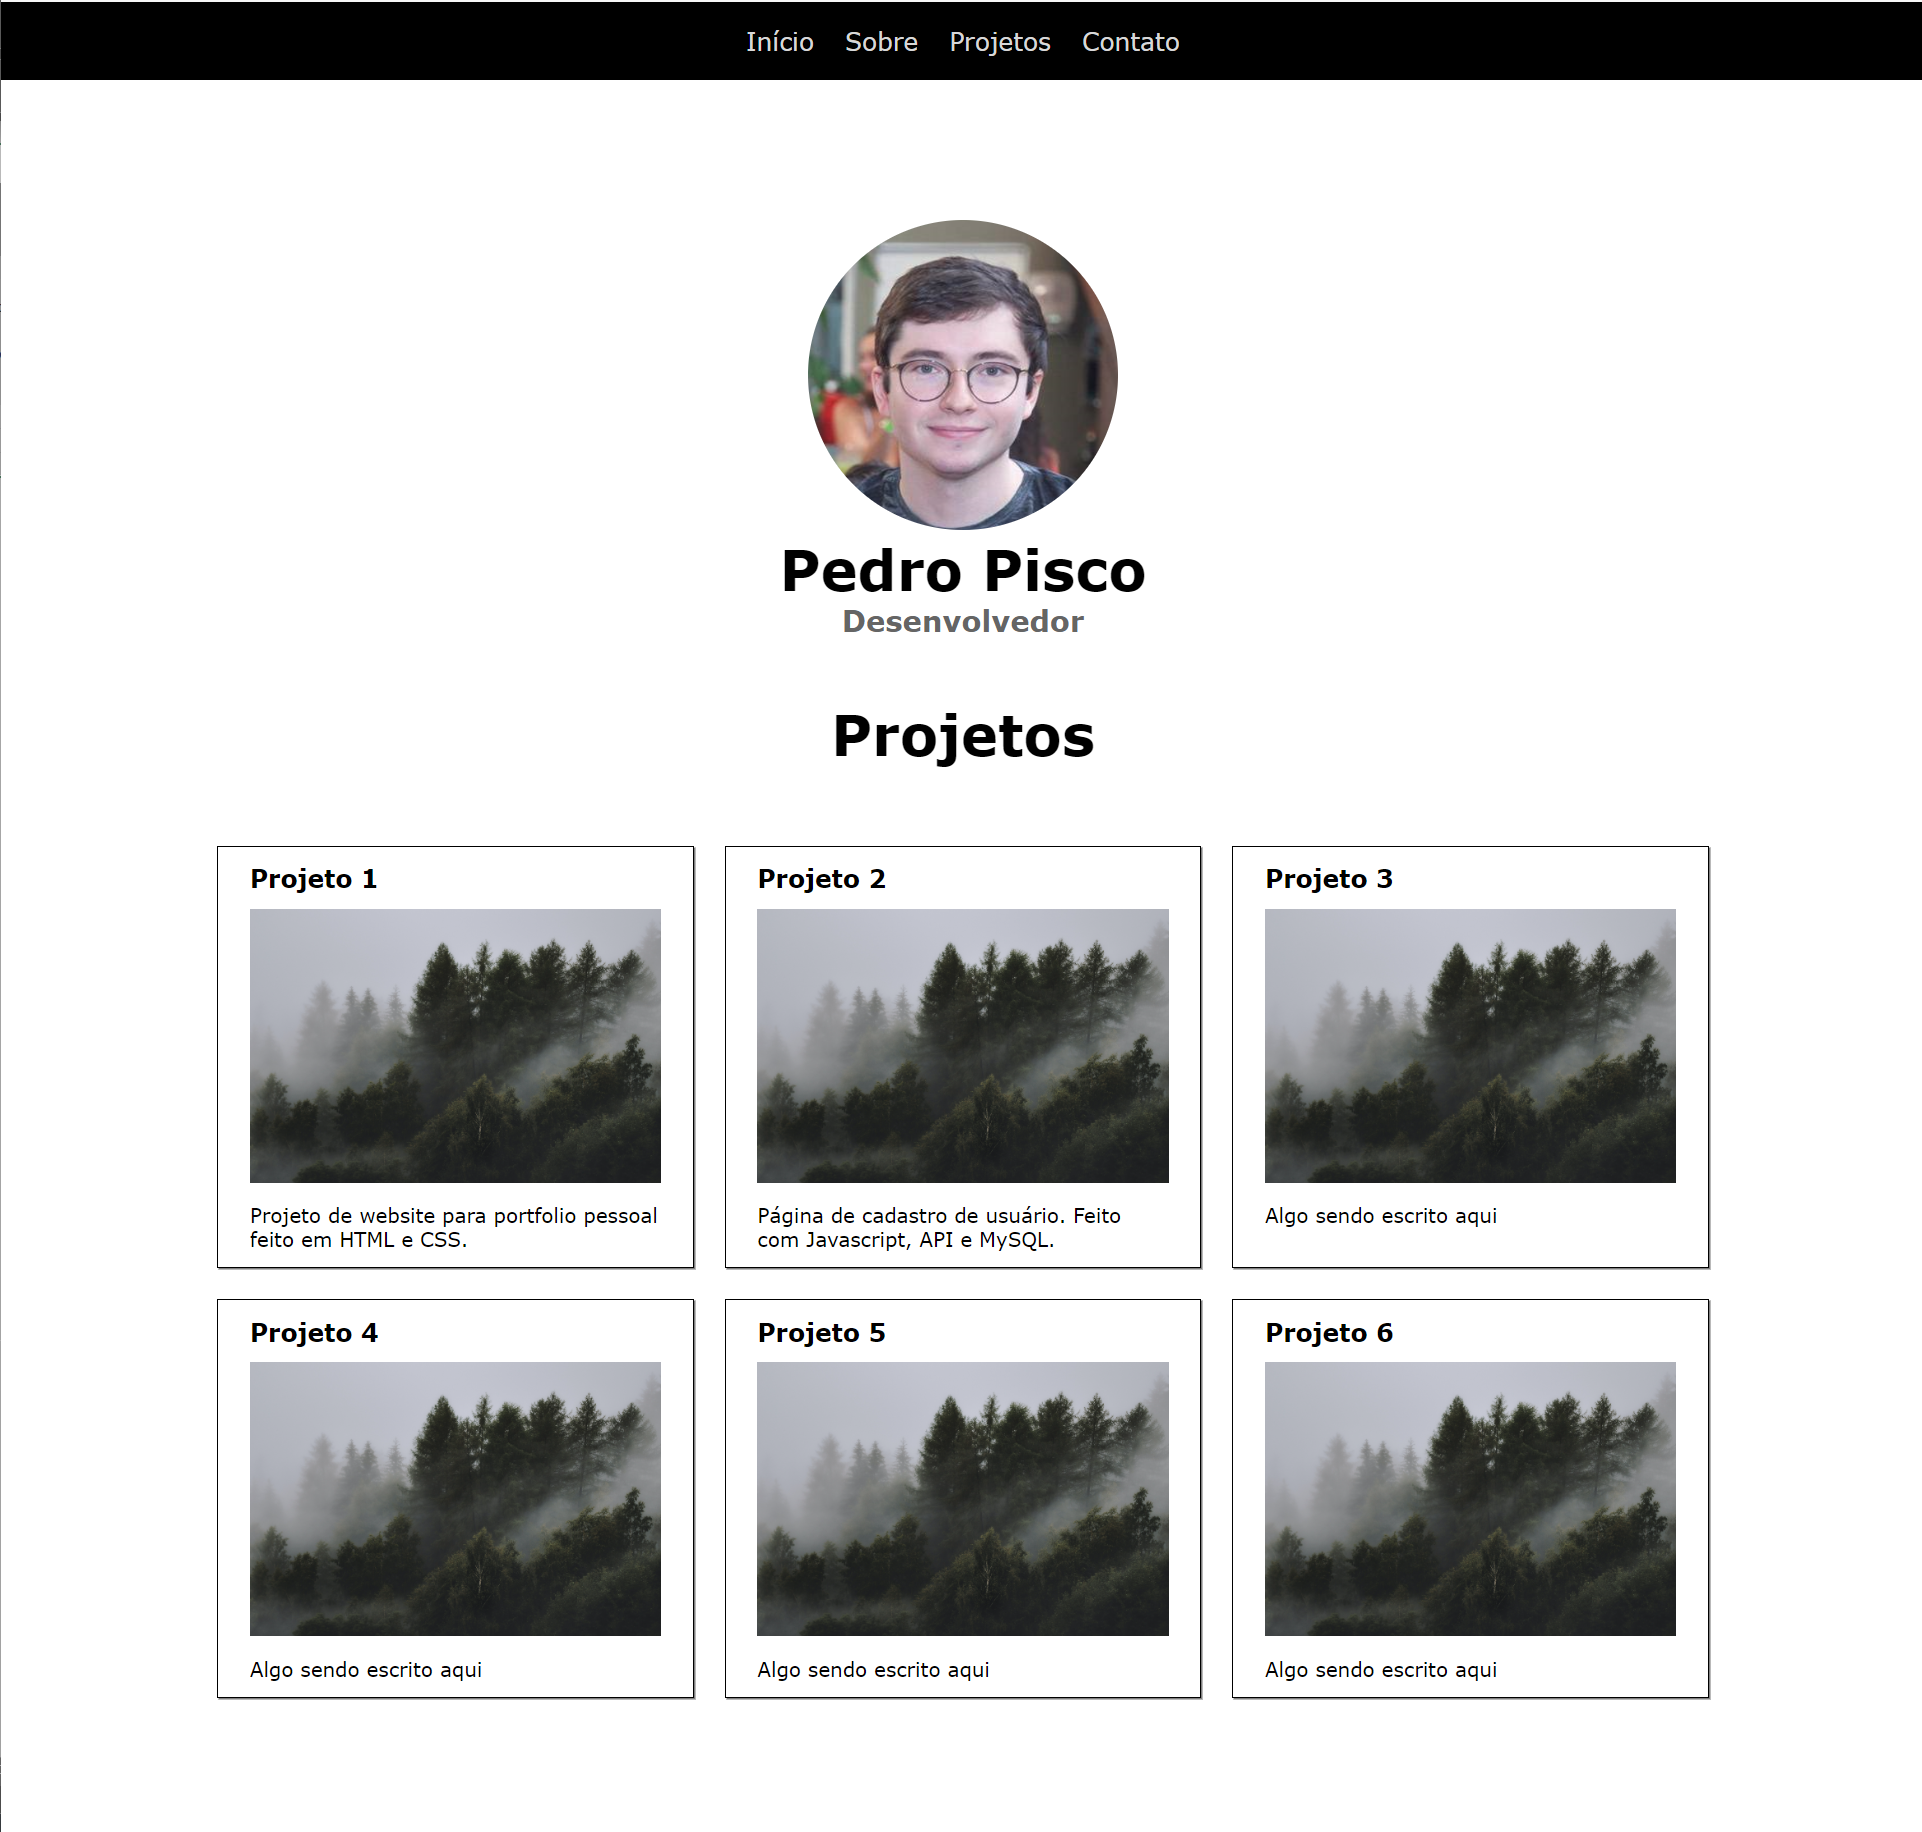 Início Sobre Projetos Contato
Pedro Pisco
Desenvolvedor
Projetos
Projeto 1
Projeto de website para portfolio pessoal
feito em HTML e CSS.
Projeto 2
Página de cadastro de usuário. Feito
com Javascript, API e MySQL.
Projeto 3
Algo sendo escrito aqui
Projeto 4
Algo sendo escrito aqui
Projeto 5
Algo sendo escrito aqui
Projeto 6
Algo sendo escrito aqui